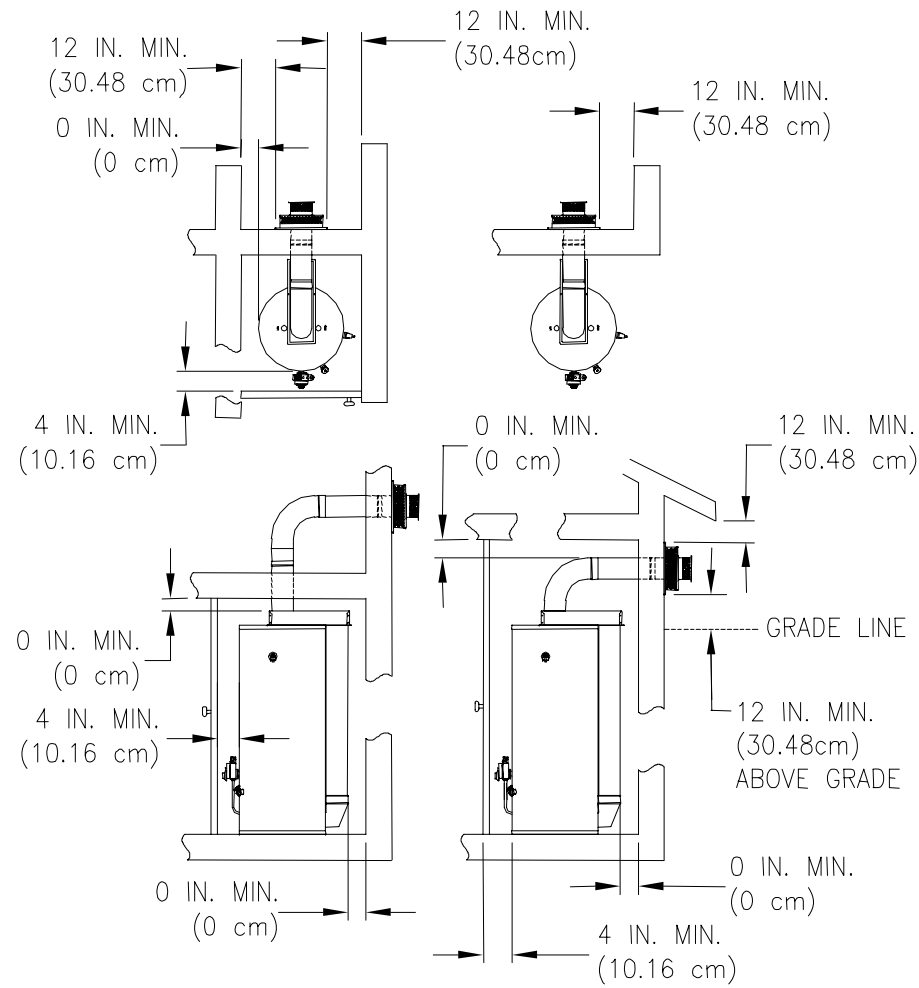 12 IN. MIN.
(30.48 cm)
12 IN. MIN.
(30.48cm)
0 IN. MIN.
(0 cm)
12 IN. MIN.
(30.48 cm)
4 IN. MIN.
(10.16 cm)
0 IN. MIN.
(0 cm)
12 IN. MIN.
(30.48 cm)
GRADE LINE
0 IN. MIN.
(0 cm)
4 IN. MIN.
(10.16 cm)
12 IN. MIN.
(30.48cm)
ABOVE GRADE
0 IN. MIN.
(0 cm)
0 IN. MIN.
(0 cm)
4 IN. MIN.
(10.16 cm)